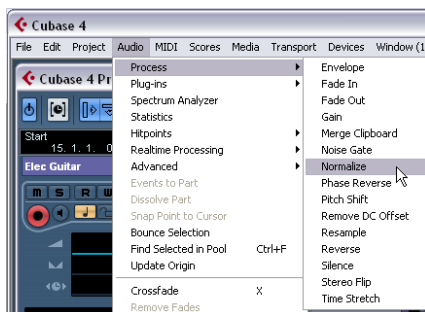 Cubase 4
File Edit Project Audio MIDI Scores Media Transport Devices Window (1
Cubase 4 Pr
Start
15. 1. 1. 0
Elec Guitar
m S R W
Process
Plug-ins
Spectrum Analyzer
Statistics
Hitpoints
Realtime Processing
Advanced
Events to Part
Dissolve Part
Snap Point to Cursor
Bounce Selection
Find Selected in Pool Ctrl+F
Update Origin
Crossfade X
Remove Fades
Envelope
Fade In
Fade Out
Gain
Merge Clipboard
Noise Gate
Normalize
Phase Reverse
Pitch Shift
Remove DC Offset
Resample
Reverse
Silence
Stereo Flip
Time Stretch